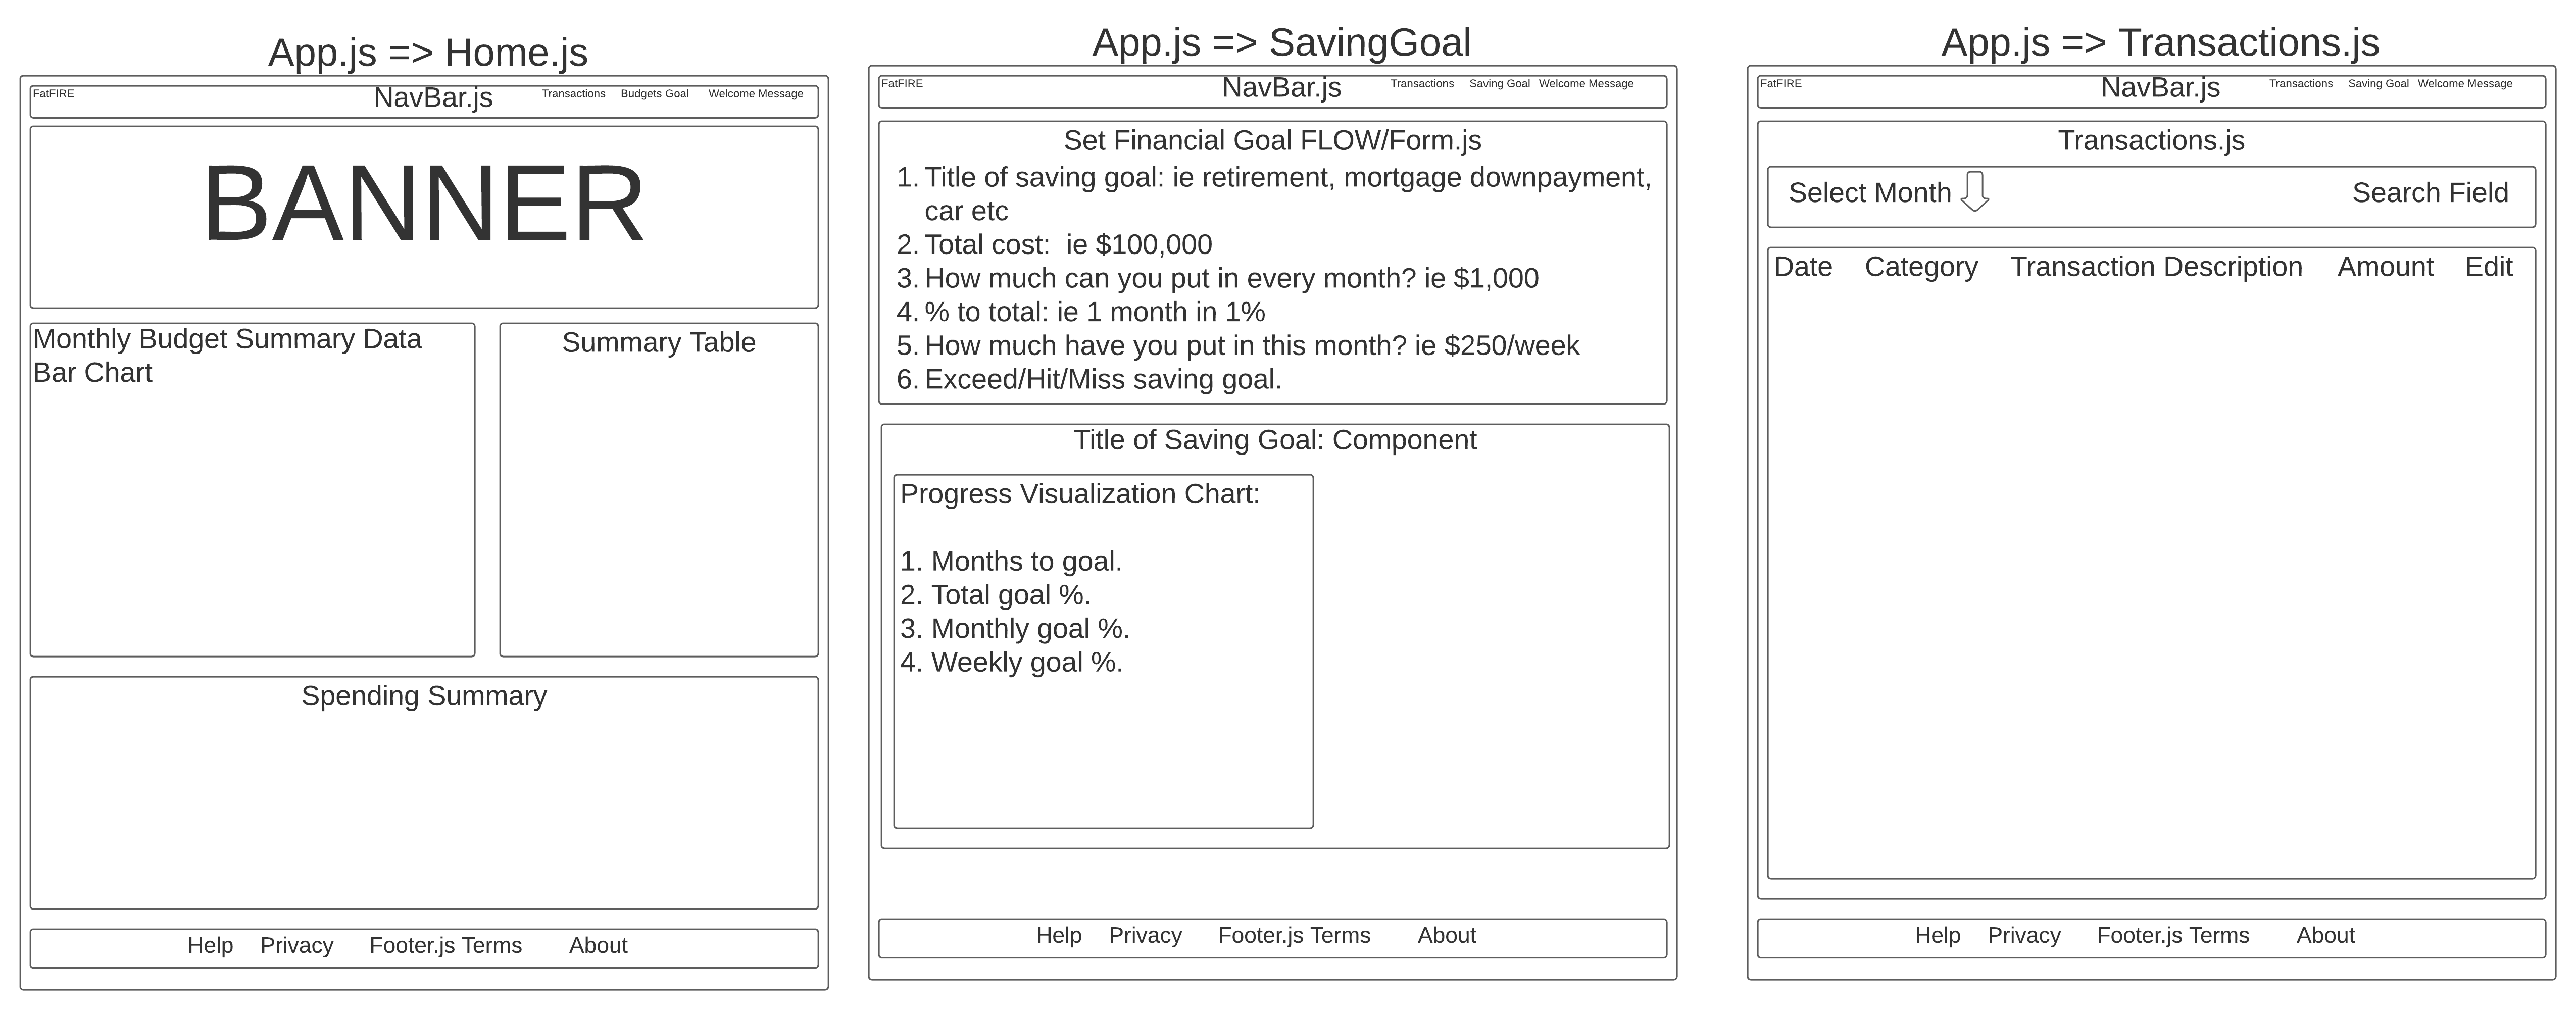 App.js => Home.js
FatFIRE NavBar.js Transactions Budgets Goal Welcome Message
BANNER
Monthly Budget Summary Data
Bar Chart
Summary Table
Spending Summary
Help Privacy Footer.js Terms About
App.js => SavingGoal
FatFIRE NavBar.js Transactions Saving Goal Welcome Message
Set Financial Goal FLOW/Form.js
1. Title of saving goal: ie retirement, mortgage downpayment,
car etc
2. Total cost: ie $100,000
3. How much can you put in every month? ie $1,000
4. % to total: ie 1 month in 1%
5. How much have you put in this month? ie $250/week
6. Exceed/Hit/Miss saving goal.
Title of Saving Goal: Component
Progress Visualization Chart:
1. Months to goal.
2. Total goal %.
3. Monthly goal %.
4. Weekly goal %.
Help Privacy Footer.js Terms About
App.js => Transactions.js
FatFIRE NavBar.js Transactions Saving Goal Welcome Message
Transactions.js
Select Month Search Field
Date Category Transaction Description Amount Edit
Help Privacy Footer.js Terms About